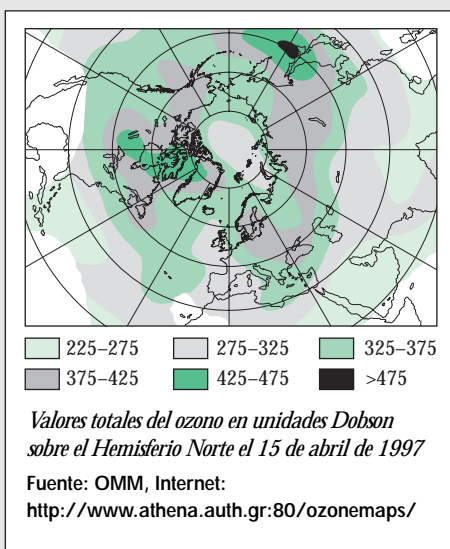 225–275 275–325 325–375
375–425 425–475 >475
Valores totales del ozono en unidades Dobson
sobre el Hemisferio Norte el 15 de abril de 1997
Fuente: OMM, Internet:
http://www.athena.auth.gr:80/ozonemaps/